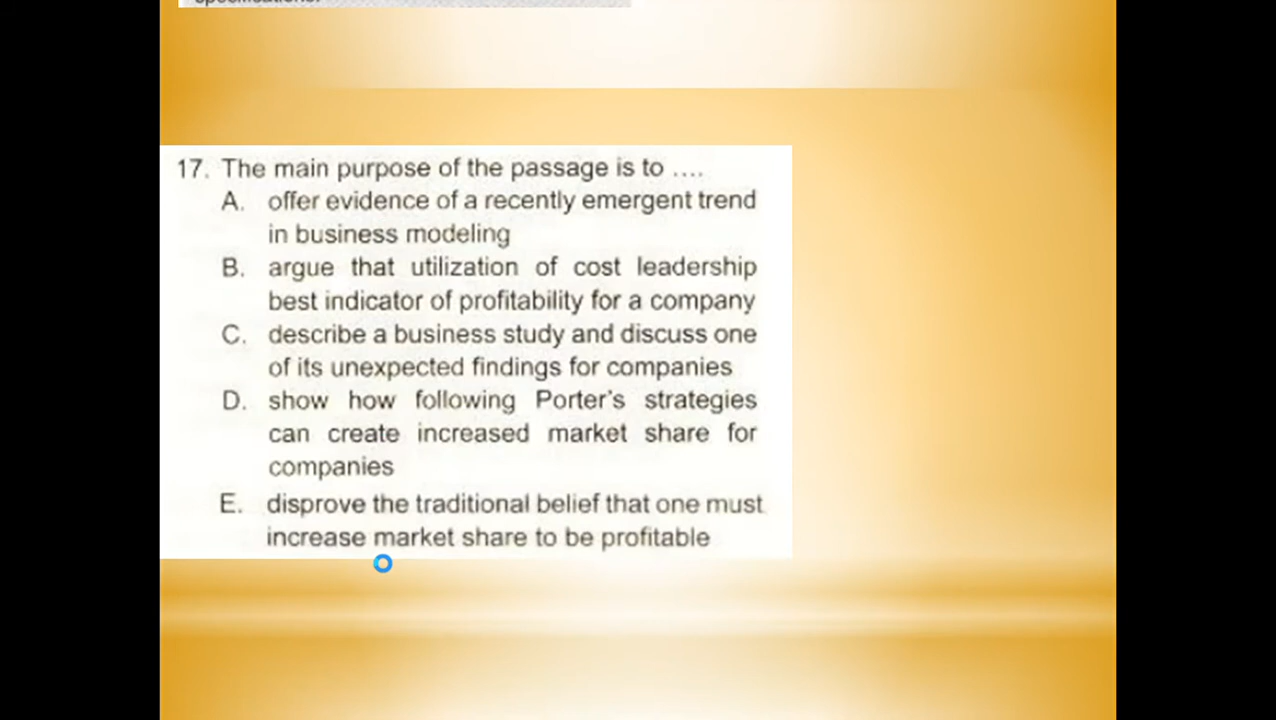 17. The main purpose of the passage is to ....
A. offer evidence of a recently emergent trend
in business modeling
B. argue that utilization of cost leadership
best indicator of profitability for a company
C. describe a business study and discuss one
of its unexpected findings for companies
D. show how following Porter's strategies
can create increased market share for
companies
E. disprove the traditional belief that one must
increase market share to be profitable